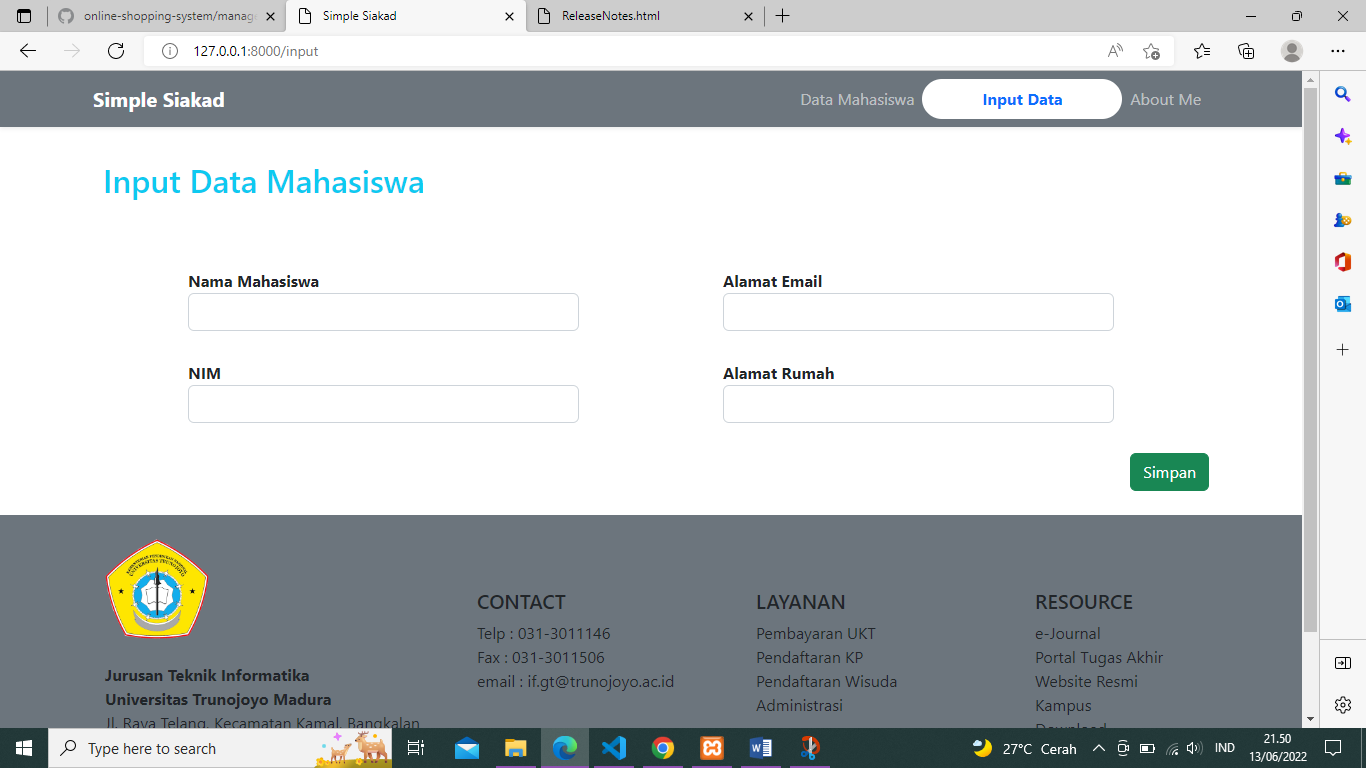 online-shopping-system/manag
Simple Siakad
ReleaseNotes.html
127.0.0.1:8000/input
Simple Siakad
Data Mahasiswa
Input Data
About Me
Input Data Mahasiswa
Nama Mahasiswa
Alamat Email
NIM
Alamat Rumah
Simpan
UNIVERSITAS TRUNOJOYO
Jurusan Teknik Informatika
Universitas Trunojoyo Madura
Jl. Raya Telang, Kecamatan Kamal, Bangkalan
CONTACT
Telp : 031-3011146
Fax : 031-3011506
email : if.gt@trunojoyo.ac.id
LAYANAN
Pembayaran UKT
Pendaftaran KP
Pendaftaran Wisuda
Administrasi
RESOURCE
e-Journal
Portal Tugas Akhir
Website Resmi
Kampus
Download
Type here to search
27°C Cerah
IND
21.50
13/06/2022